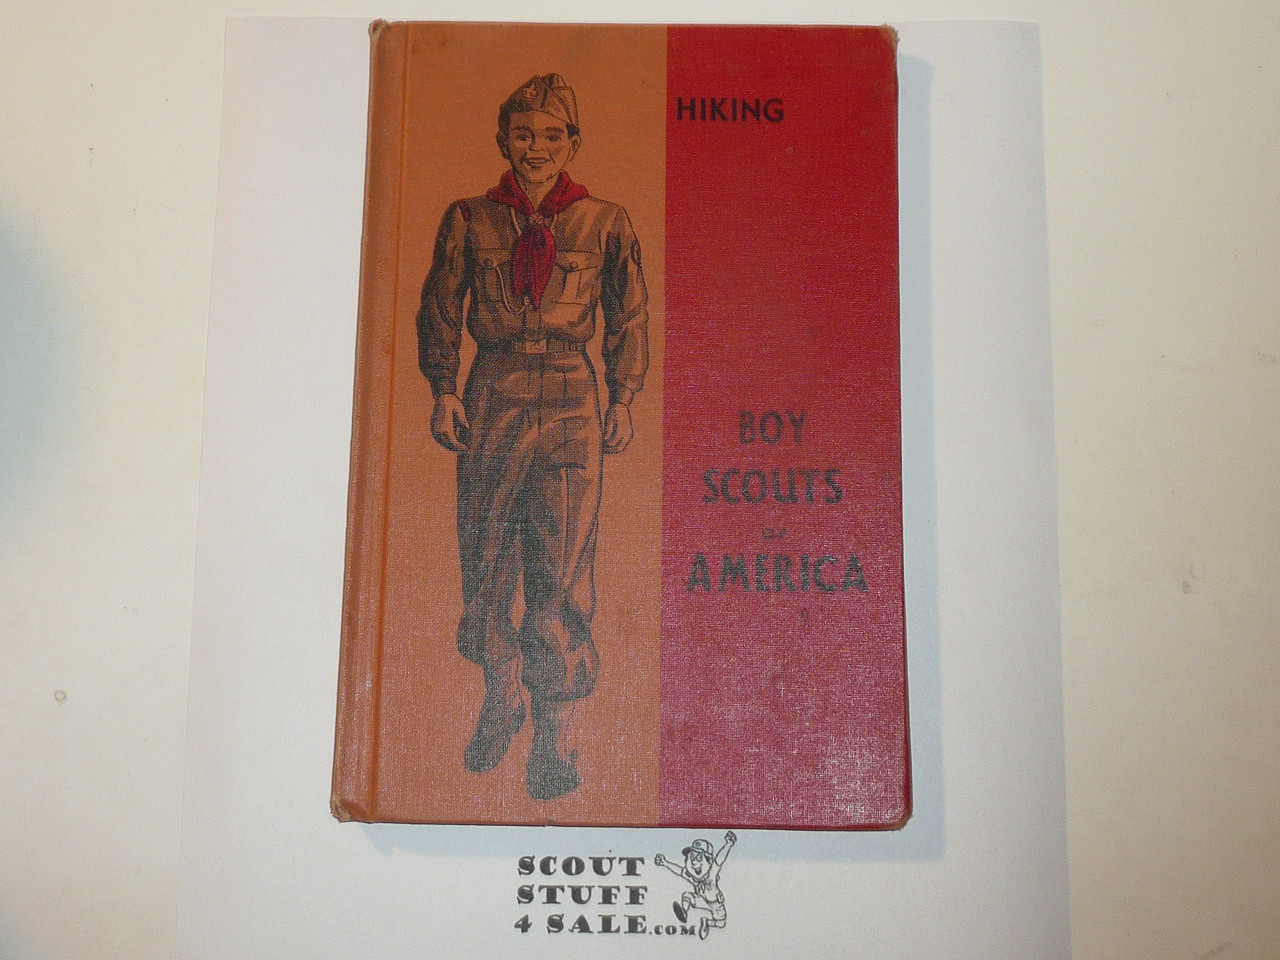 HIKING
BOY
SCOUTS
OF
AMERICA
SCOUT
STUFF
4 SALE.COM